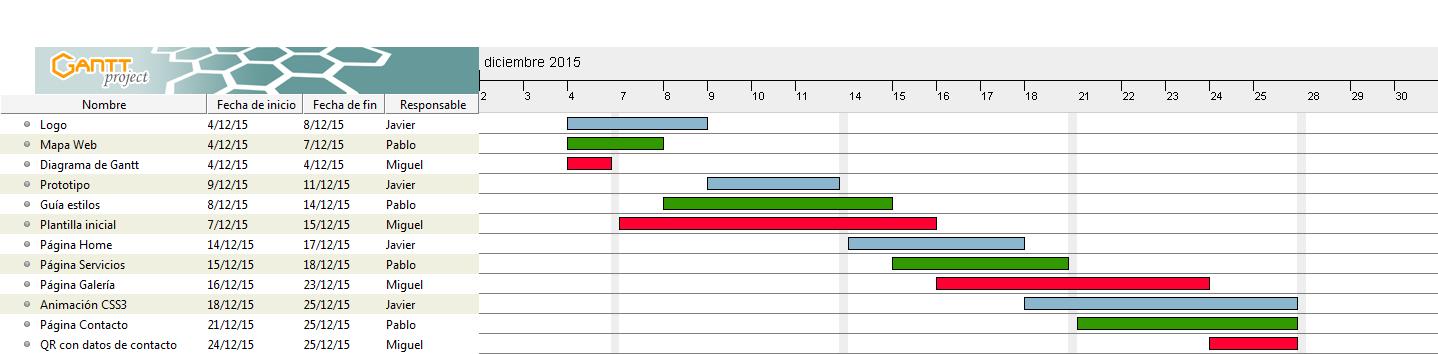 GANTT
project
diciembre 2015
2 3 4 7 8 9 10 11 14 15 16 17 18 21 22 23 24 25 28 29 30
Nombre Fecha de inicio Fecha de fin Responsable
Logo 4/12/15 8/12/15 Javier
Mapa Web 4/12/15 7/12/15 Pablo
Diagrama de Gantt 4/12/15 4/12/15 Miguel
Prototipo 9/12/15 11/12/15 Javier
Guía estilos 8/12/15 14/12/15 Pablo
Plantilla inicial 7/12/15 15/12/15 Miguel
Página Home 14/12/15 17/12/15 Javier
Página Servicios 15/12/15 18/12/15 Pablo
Página Galería 16/12/15 23/12/15 Miguel
Animación CSS3 18/12/15 25/12/15 Javier
Página Contacto 21/12/15 25/12/15 Pablo
QR con datos de contacto 24/12/15 25/12/15 Miguel